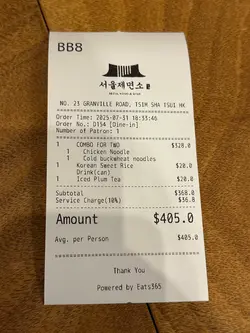 BB8
서울제면소
SEOUL NOODLE BAR
NO. 23 GRANVILLE ROAD, TSIM SHA TSUI HK
Order Time: 2025-07-31 18:33:46
Order No.: D154 [Dine-in]
Number of Patron: 1
1 COMBO FOR TWO $328.0
1 Chicken Noodle
1 Cold buckwheat noodles
1 Korean Sweet Rice $20.0
Drink(can)
1 Iced Plum Tea $20.0
Subtotal $368.0
Service Charge(10%) $36.8
Amount $405.0
Avg. per Person $405.0
Thank You
Powered by Eats365